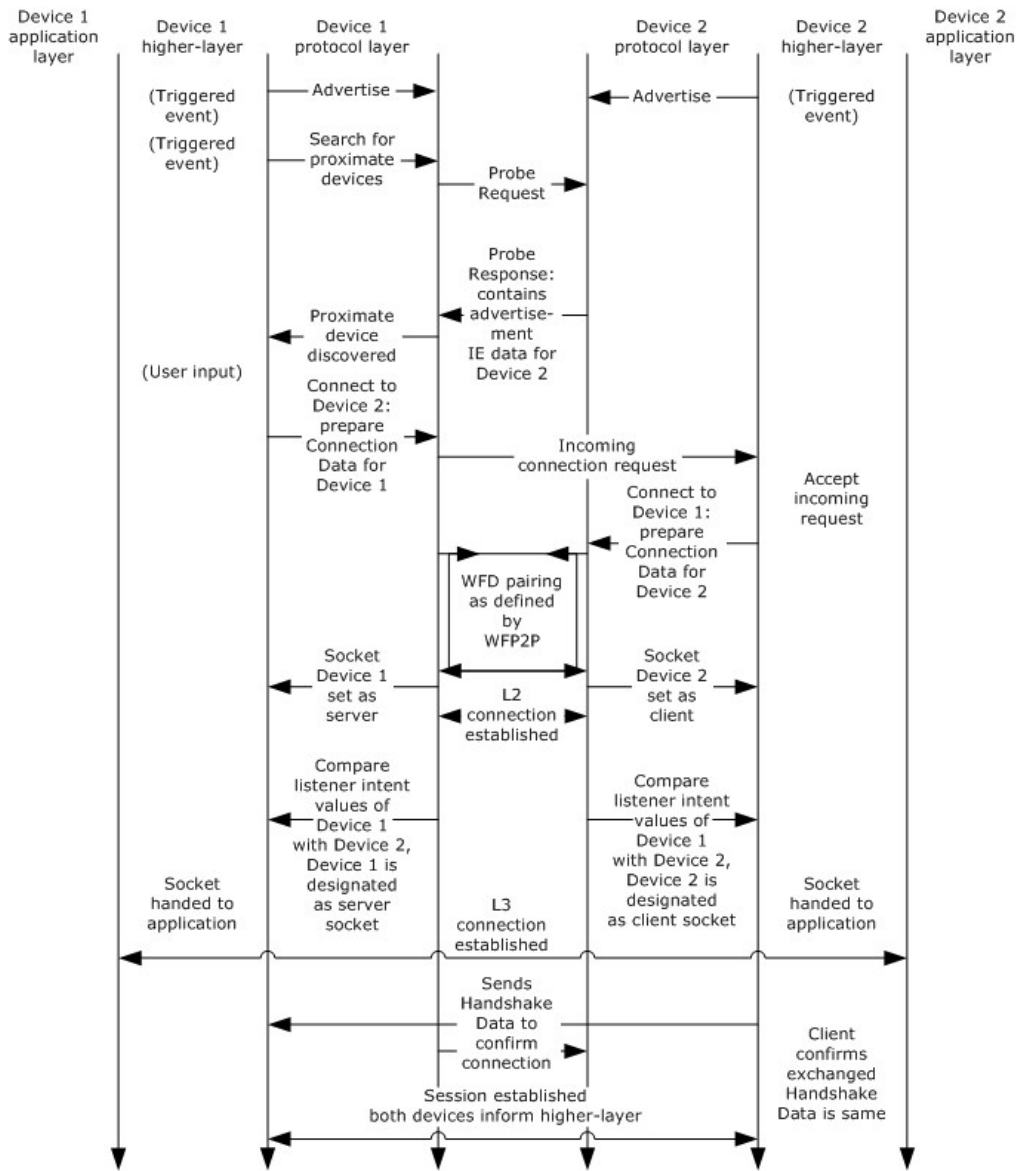 Device 1
application
layer
Device 1
higher-layer
Device 1
protocol layer
Device 2
protocol layer
Device 2
higher-layer
Device 2
application
layer
(Triggered
event)
Advertise
Advertise
(Triggered
event)
(Triggered
event)
Search for
proximate
devices
Probe
Request
Probe
Response:
contains
advertise-
ment
IE data for
Device 2
Proximate
device
discovered
(User input)
Connect to
Device 2:
prepare
Connection
Data for
Device 1
Incoming
connection request
Accept
incoming
request
Connect to
Device 1:
prepare
Connection
Data for
Device 2
WFD pairing
as defined
by
WFP2P
Socket
Device 1
set as
server
Socket
Device 2
set as
client
L2
connection
established
Compare
listener intent
values of
Device 1
with Device 2,
Device 1 is
designated
as server
socket
Compare
listener intent
values of
Device 1
with Device 2,
Device 2 is
designated
as client socket
Socket
handed to
application
L3
connection
established
Socket
handed to
application
Sends
Handshake
Data to
confirm
connection
Client
confirms
exchanged
Handshake
Data is same
Session established
both devices inform higher-layer